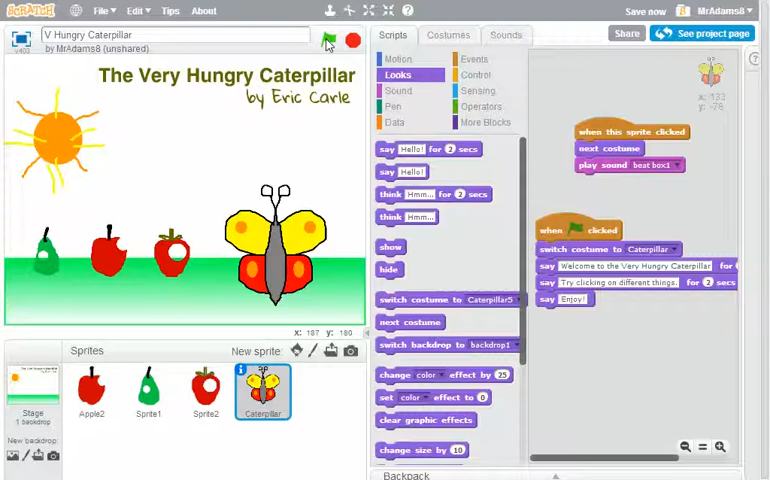 SCRATCH
File
Edit
Tips
About
Save now
MrAdams8
V Hungry Caterpillar
by MrAdams8 (unshared)
v403
The Very Hungry Caterpillar
by Eric Carle
x: 187 y: 180
Sprites
New sprite:
Stage
1 backdrop
New backdrop:
Apple2
Sprite1
Sprite2
Caterpillar
Scripts
Costumes
Sounds
Share
See project page
Motion
Looks
Sound
Pen
Data
Events
Control
Sensing
Operators
More Blocks
say Hello! for 2 secs
say Hello!
think Hmm... for 2 secs
think Hmm...
show
hide
switch costume to Caterpillar5
next costume
switch backdrop to backdrop1
change color effect by 25
set color effect to 0
clear graphic effects
change size by 10
x: 133
y: -78
when this sprite clicked
next costume
play sound beat box1
when clicked
switch costume to Caterpillar
say Welcome to the Very Hungry Caterpillar for
say Try clicking on different things. for 2 secs
say Enjoy!
Backpack